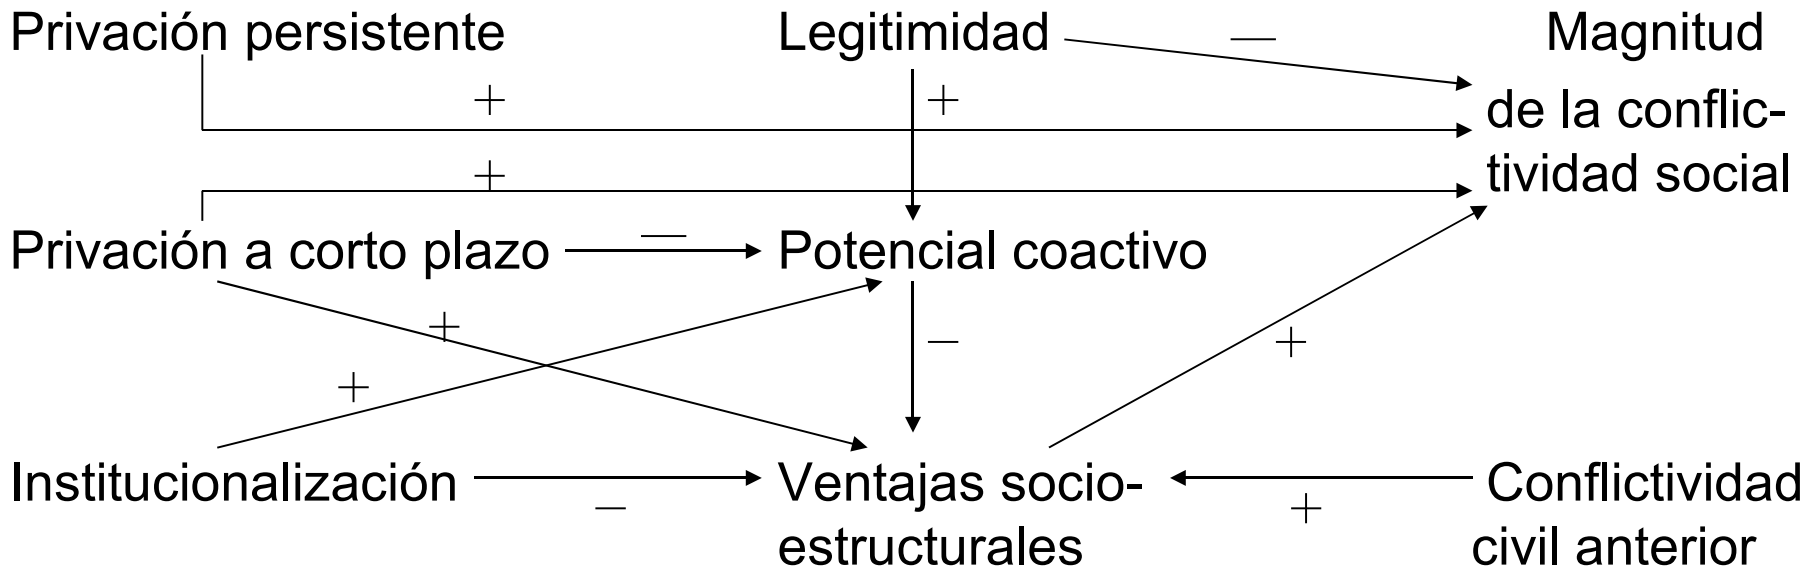 Privación persistente
Legitimidad
—
Magnitud
de la conflic-
tividad social
+
+
+
Privación a corto plazo
—
Potencial coactivo
+
—
+
+
Institucionalización
—
Ventajas socio-
estructurales
+
Conflictividad
civil anterior